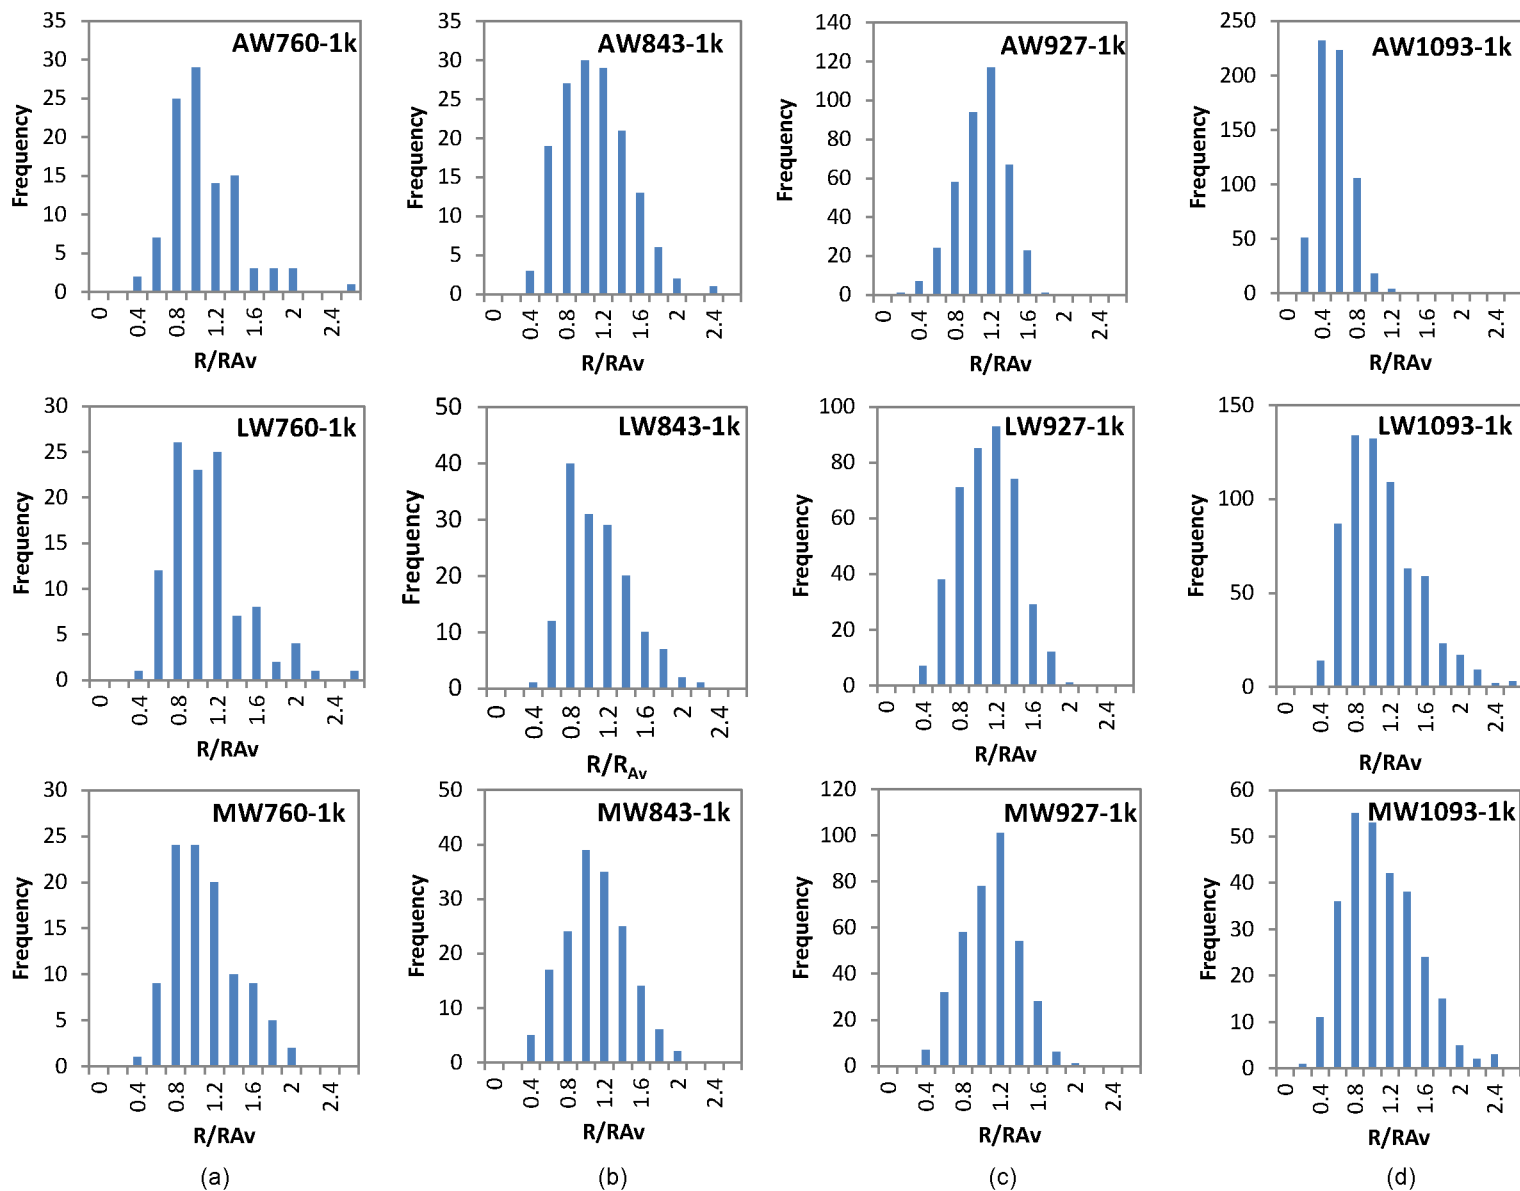 AW760-1k
Frequency
35
30
25
20
15
10
5
0
0 0.4 0.8 1.2 1.6 2 2.4
R/RAv
AW843-1k
Frequency
35
30
25
20
15
10
5
0
0 0.4 0.8 1.2 1.6 2 2.4
R/RAv
AW927-1k
Frequency
140
120
100
80
60
40
20
0
0 0.4 0.8 1.2 1.6 2 2.4
R/RAv
AW1093-1k
Frequency
250
200
150
100
50
0
0 0.4 0.8 1.2 1.6 2 2.4
R/RAv
LW760-1k
Frequency
30
25
20
15
10
5
0
0 0.4 0.8 1.2 1.6 2 2.4
R/RAv
LW843-1k
Frequency
50
40
30
20
10
0
0 0.4 0.8 1.2 1.6 2 2.4
R/RAv
LW927-1k
Frequency
100
80
60
40
20
0
0 0.4 0.8 1.2 1.6 2 2.4
R/RAv
LW1093-1k
Frequency
150
100
50
0
0 0.4 0.8 1.2 1.6 2 2.4
R/RAv
MW760-1k
Frequency
30
25
20
15
10
5
0
0 0.4 0.8 1.2 1.6 2 2.4
R/RAv
(a)
MW843-1k
Frequency
50
40
30
20
10
0
0 0.4 0.8 1.2 1.6 2 2.4
R/RAv
(b)
MW927-1k
Frequency
120
100
80
60
40
20
0
0 0.4 0.8 1.2 1.6 2 2.4
R/RAv
(c)
MW1093-1k
Frequency
60
50
40
30
20
10
0
0 0.4 0.8 1.2 1.6 2 2.4
R/RAv
(d)